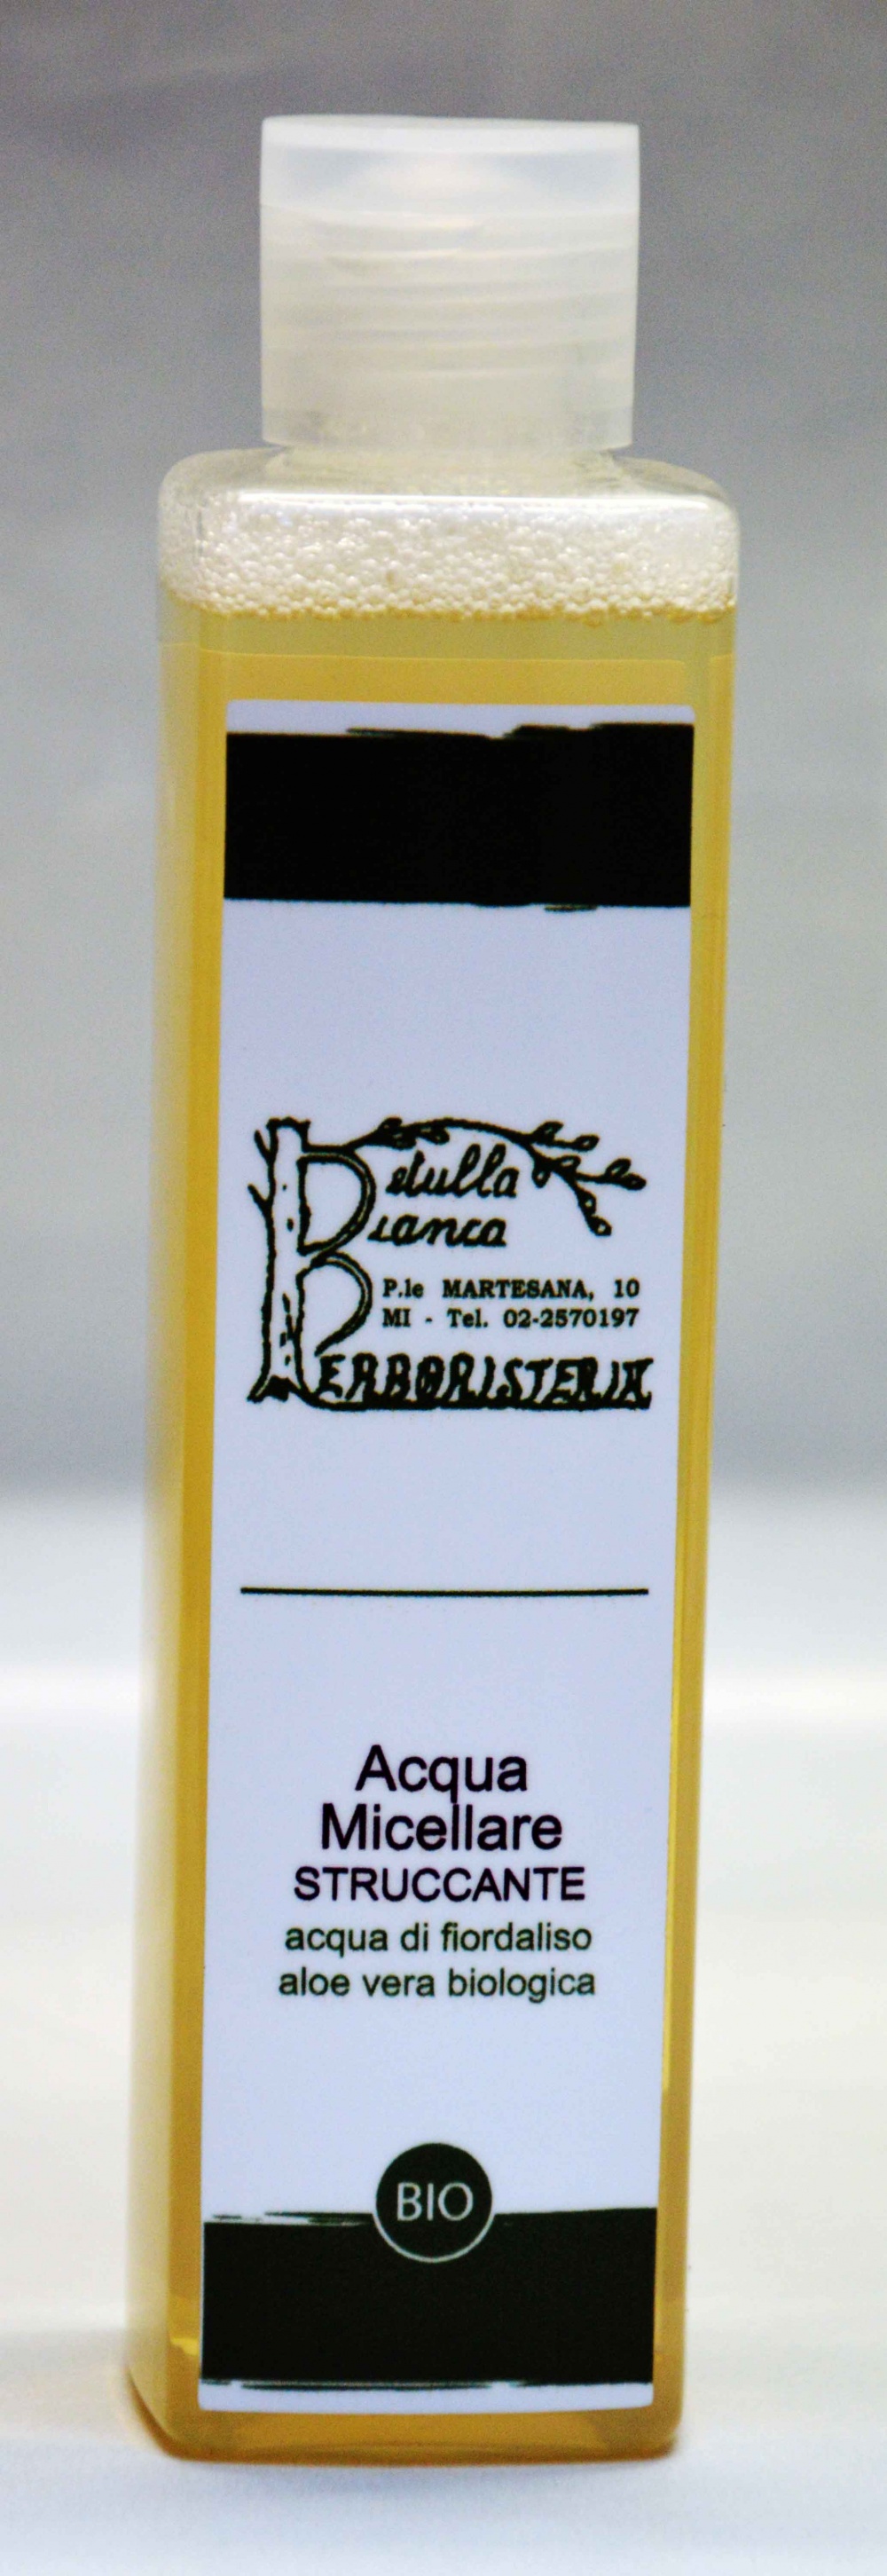 Betulla
Bianca
P.le MARTESANA, 10
MI - Tel. 02-2570197
ERBORISTERIA
Acqua
Micellare
STRUCCANTE
acqua di fiordaliso
aloe vera biologica
BIO